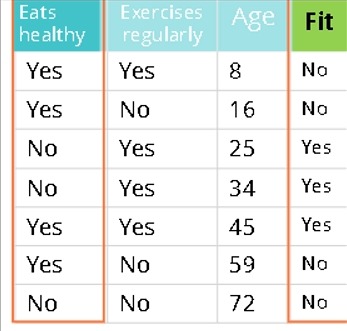 Eats healthy Exercises regularly Age Fit
Yes Yes 8 No
Yes No 16 No
No Yes 25 Yes
No Yes 34 Yes
Yes Yes 45 Yes
Yes No 59 No
No No 72 No